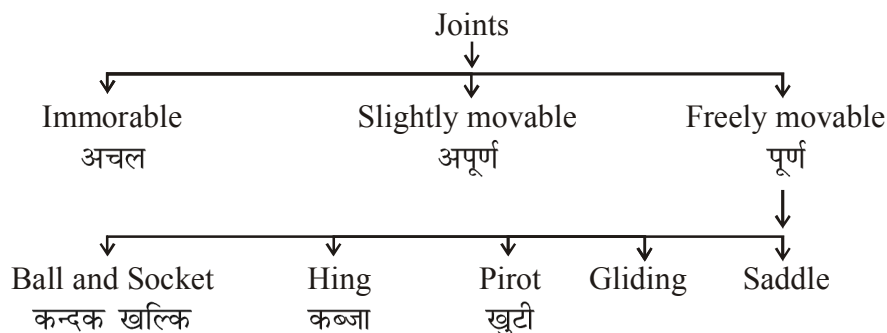 Joints
Immorable Slightly movable Freely movable
अचल अपूर्ण पूर्ण
Ball and Socket Hing Pirot Gliding Saddle
कन्दक खल्कि कब्जा खुटी